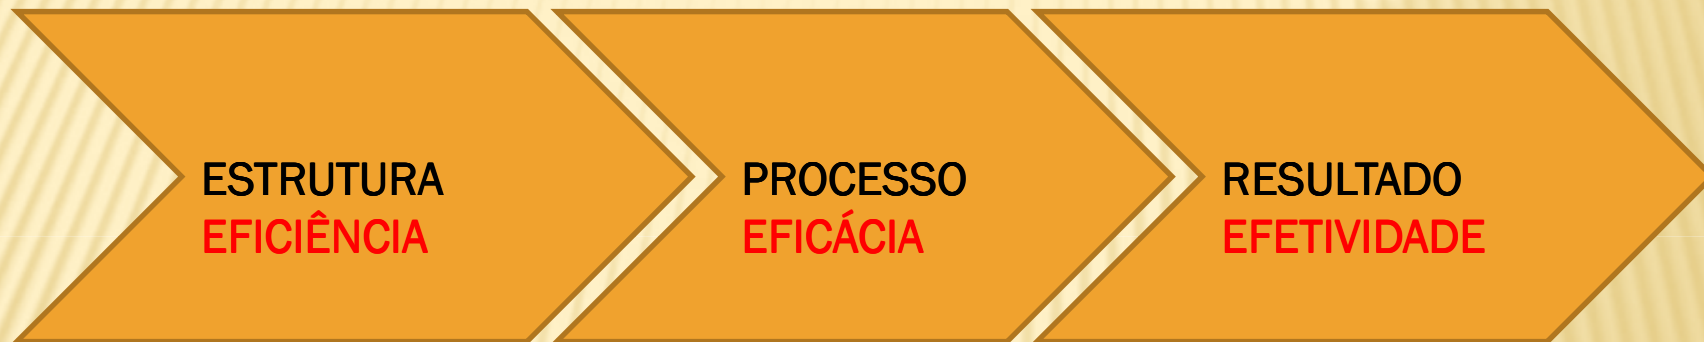 ESTRUTURA
EFICIÊNCIA
PROCESSO
EFICÁCIA
RESULTADO
EFETIVIDADE